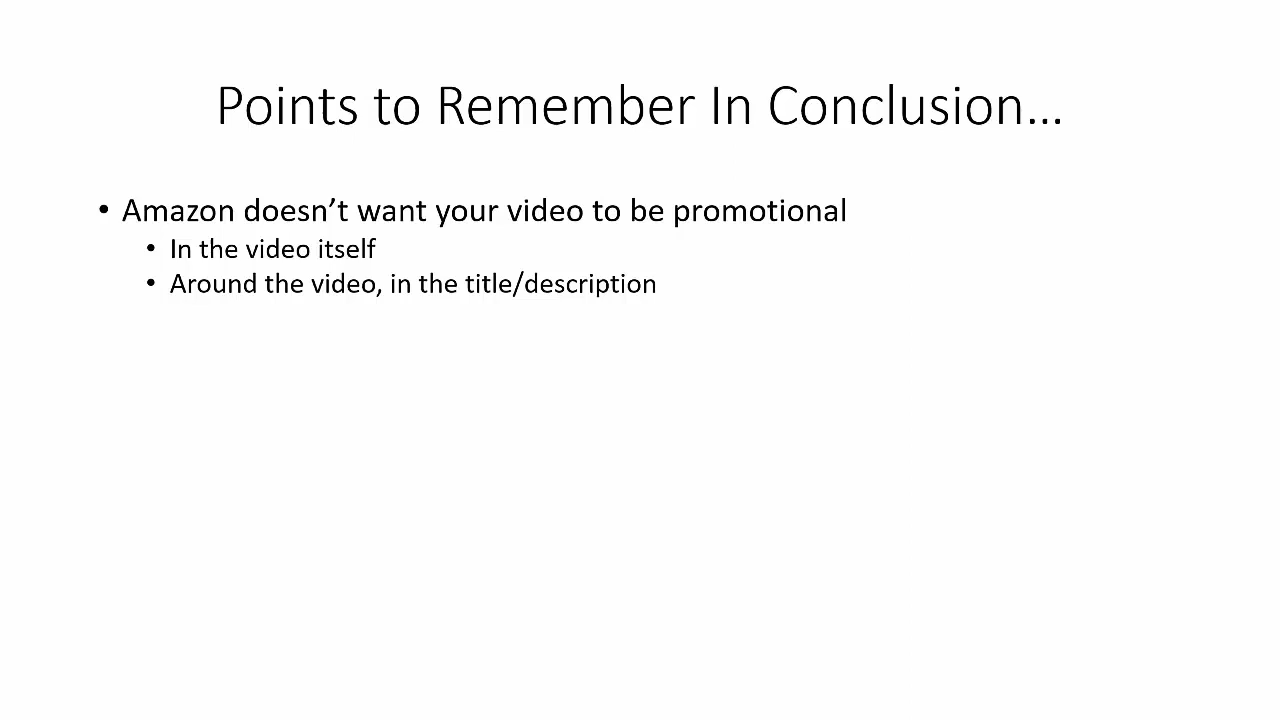 Points to Remember In Conclusion…
• Amazon doesn’t want your video to be promotional
• In the video itself
• Around the video, in the title/description